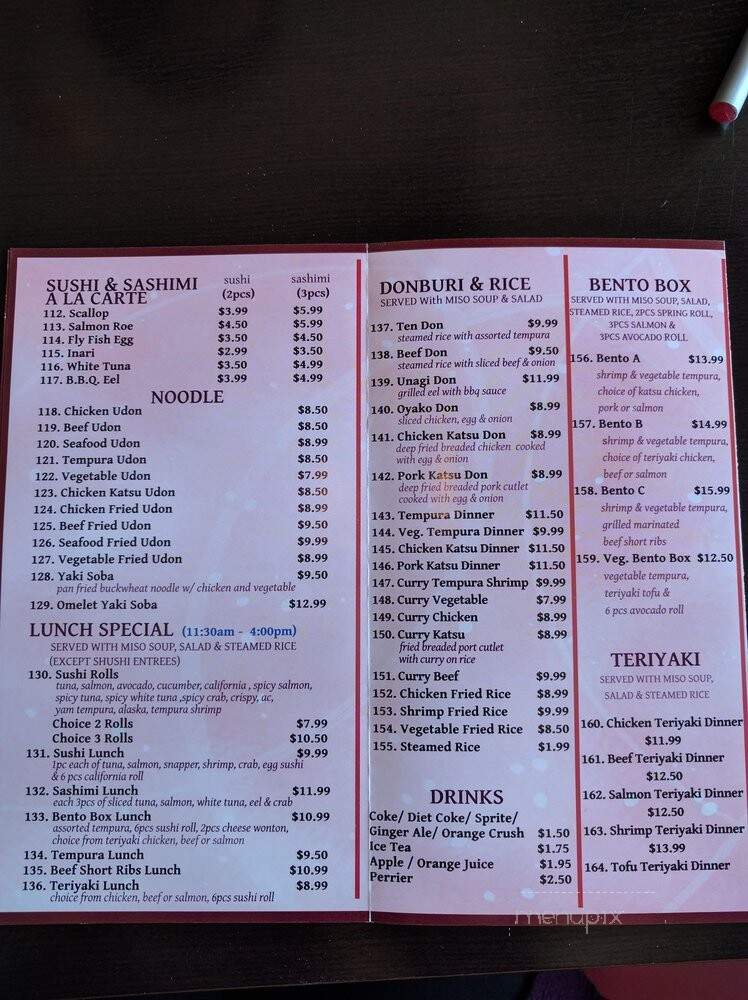 SUSHI & SASHIMI
A LA CARTE
sushi sashimi
(2pcs) (3pcs)
112. Scallop $3.99 $5.99
113. Salmon Roe $4.50 $5.99
114. Fly Fish Egg $3.50 $4.50
115. Inari $2.99 $3.50
116. White Tuna $3.50 $4.99
117. B.B.Q. Eel $3.99 $4.99
NOODLE
118. Chicken Udon $8.50
119. Beef Udon $8.50
120. Seafood Udon $8.99
121. Tempura Udon $8.50
122. Vegetable Udon $7.99
123. Chicken Katsu Udon $8.50
124. Chicken Fried Udon $8.99
125. Beef Fried Udon $9.50
126. Seafood Fried Udon $9.99
127. Vegetable Fried Udon $8.99
128. Yaki Soba $9.50
pan fried buckwheat noodle w/ chicken and vegetable
129. Omelet Yaki Soba $12.99
LUNCH SPECIAL (11:30am - 4:00pm)
SERVED WITH MISO SOUP, SALAD & STEAMED RICE
(EXCEPT SHUSHI ENTREES)
130. Sushi Rolls
tuna, salmon, avocado, cucumber, california , spicy salmon,
spicy tuna, spicy white tuna ,spicy crab, crispy, ac,
yam tempura, alaska, tempura shrimp
Choice 2 Rolls $7.99
Choice 3 Rolls $10.50
131. Sushi Lunch $9.99
1pc each of tuna, salmon, snapper, shrimp, crab, egg sushi
& 6 pcs california roll
132. Sashimi Lunch $11.99
each 3pcs of sliced tuna, salmon, white tuna, eel & crab
133. Bento Box Lunch $10.99
assorted tempura, 6pcs sushi roll, 2pcs cheese wonton,
choice from teriyaki chicken, beef or salmon
134. Tempura Lunch $9.50
135. Beef Short Ribs Lunch $10.99
136. Teriyaki Lunch $8.99
choice from chicken, beef or salmon, 6pcs sushi roll
DONBURI & RICE
SERVED With MISO SOUP & SALAD
137. Ten Don $9.99
steamed rice with assorted tempura
138. Beef Don $9.50
steamed rice with sliced beef & onion
139. Unagi Don $11.99
grilled eel with bbq sauce
140. Oyako Don $8.99
sliced chicken, egg & onion
141. Chicken Katsu Don $8.99
deep fried breaded chicken cooked
with egg & onion
142. Pork Katsu Don $8.99
deep fried breaded pork cutlet
cooked with egg & onion
143. Tempura Dinner $11.50
144. Veg. Tempura Dinner $9.99
145. Chicken Katsu Dinner $11.50
146. Pork Katsu Dinner $11.50
147. Curry Tempura Shrimp $9.99
148. Curry Vegetable $7.99
149. Curry Chicken $8.99
150. Curry Katsu $8.99
fried breaded port cutlet
with curry on rice
151. Curry Beef $9.99
152. Chicken Fried Rice $8.99
153. Shrimp Fried Rice $9.99
154. Vegetable Fried Rice $8.50
155. Steamed Rice $1.99
DRINKS
Coke/ Diet Coke/ Sprite/
Ginger Ale/ Orange Crush $1.50
Ice Tea $1.75
Apple / Orange Juice $1.95
Perrier $2.50
BENTO BOX
SERVED WITH MISO SOUP, SALAD,
STEAMED RICE, 2PCS SPRING ROLL,
3PCS SALMON &
3PCS AVOCADO ROLL
156. Bento A $13.99
shrimp & vegetable tempura,
choice of katsu chicken,
pork or salmon
157. Bento B $14.99
shrimp & vegetable tempura,
choice of teriyaki chicken,
beef or salmon
158. Bento C $15.99
shrimp & vegetable tempura,
grilled marinated
beef short ribs
159. Veg. Bento Box $12.50
vegetable tempura,
teriyaki tofu &
6 pcs avocado roll
TERIYAKI
SERVED WITH MISO SOUP,
SALAD & STEAMED RICE
160. Chicken Teriyaki Dinner
$11.99
161. Beef Teriyaki Dinner
$12.50
162. Salmon Teriyaki Dinner
$12.50
163. Shrimp Teriyaki Dinner
$13.99
164. Tofu Teriyaki Dinner
menupix